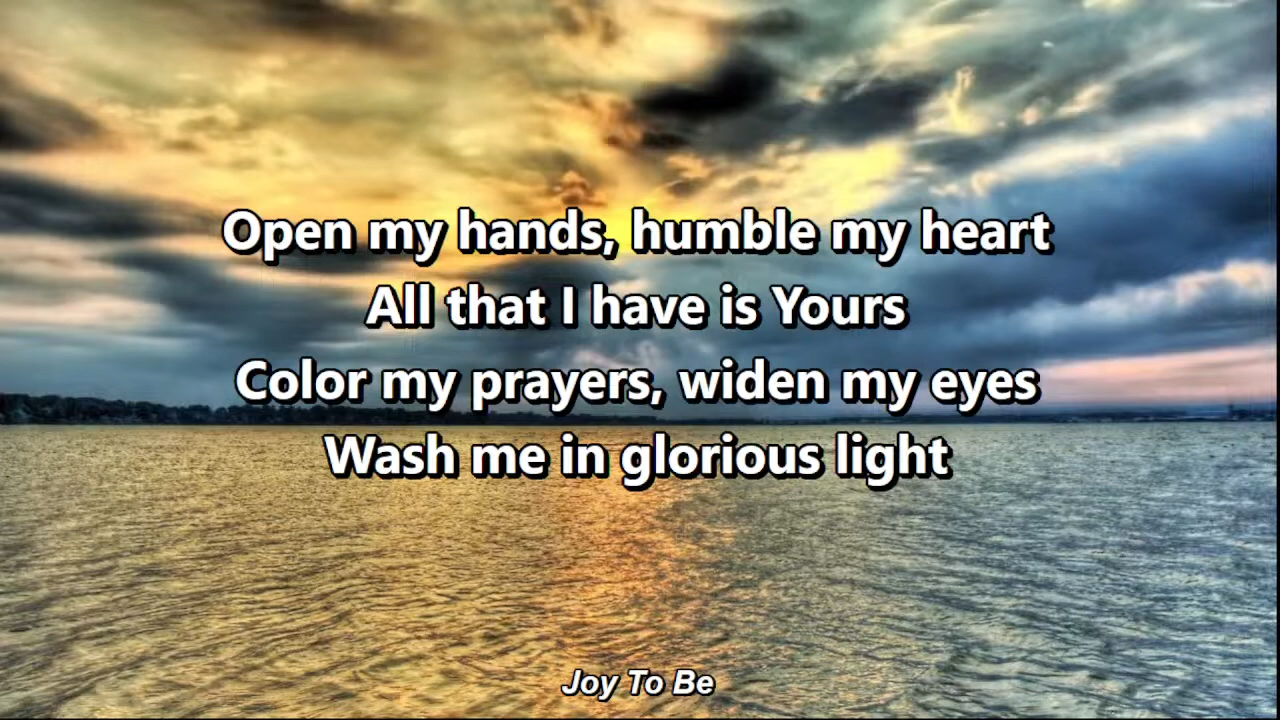 Open my hands, humble my heart
All that I have is Yours
Color my prayers, widen my eyes
Wash me in glorious light
Joy To Be